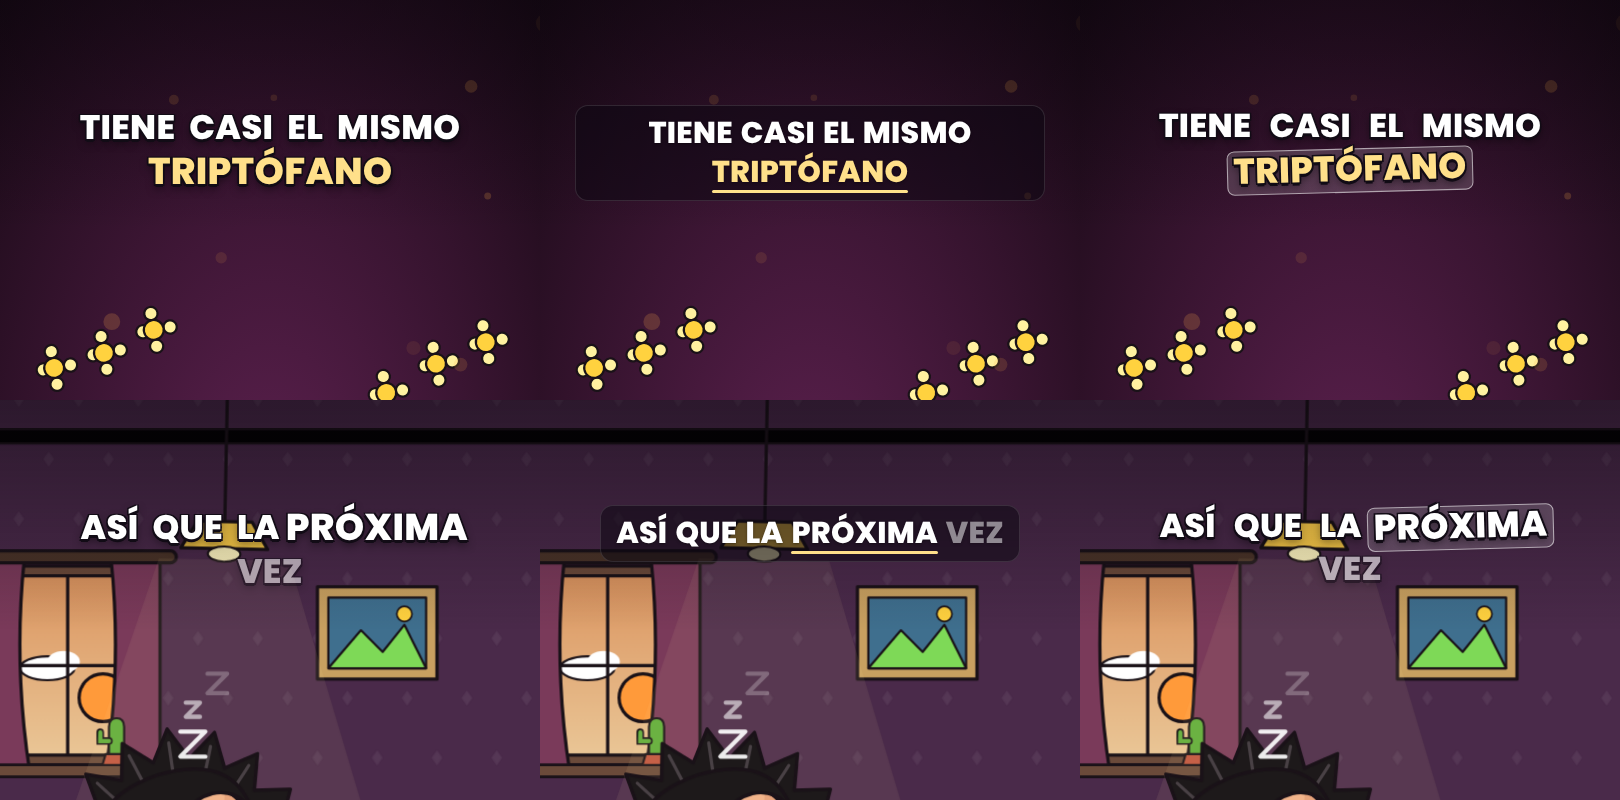 TIENE CASI EL MISMO
TRIPTÓFANO
TIENE CASI EL MISMO
TRIPTÓFANO
TIENE CASI EL MISMO
TRIPTÓFANO
ASÍ QUE LA PRÓXIMA
VEZ
Z
Z
Z
ASÍ QUE LA PRÓXIMA VEZ
Z
Z
Z
ASÍ QUE LA PRÓXIMA
VEZ
Z
Z
Z